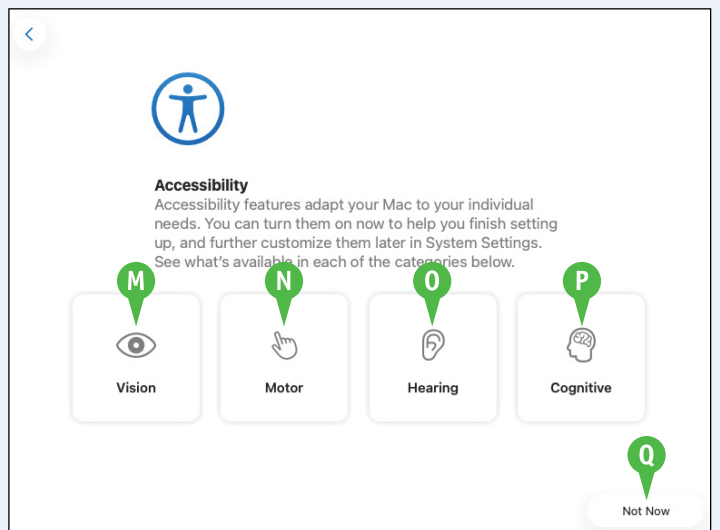 Accessibility
Accessibility features adapt your Mac to your individual
needs. You can turn them on now to help you finish setting
up, and further customize them later in System Settings.
See what's available in each of the categories below.
M N O P
Vision Motor Hearing Cognitive
Q
Not Now